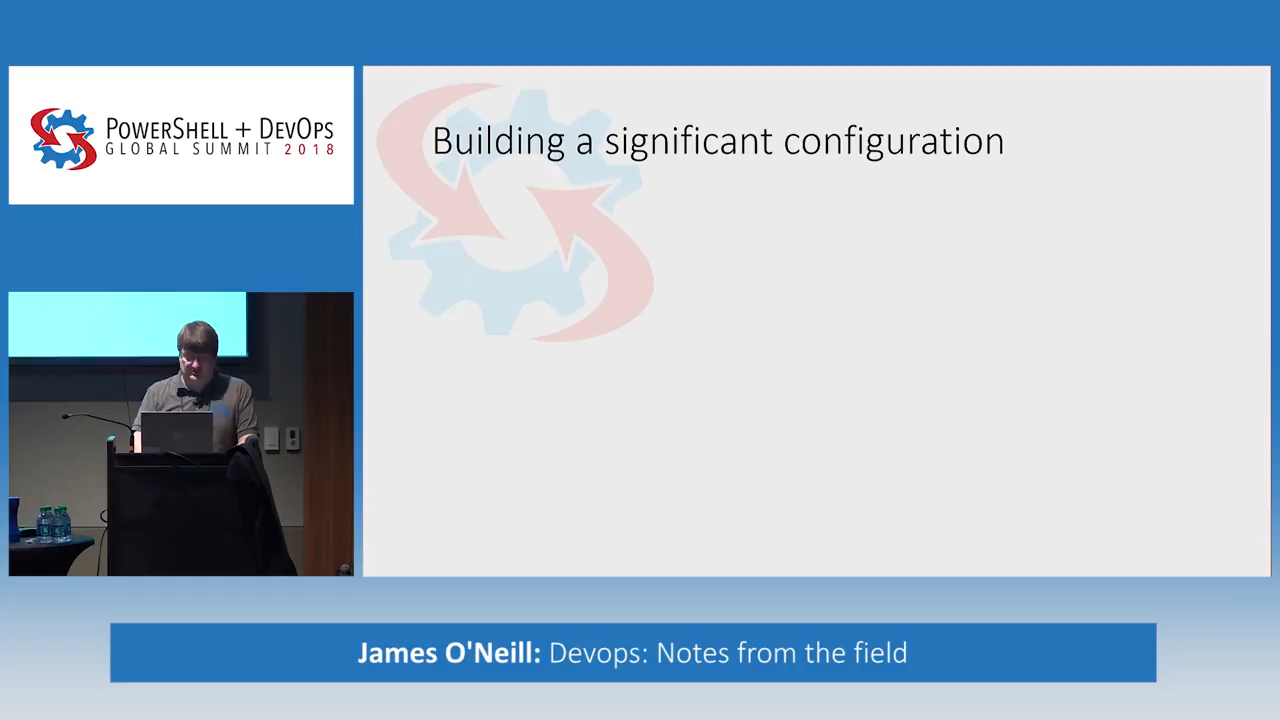 POWERSHELL + DEVOPS
GLOBAL SUMMIT 2018
Building a significant configuration
James O'Neill: Devops: Notes from the field